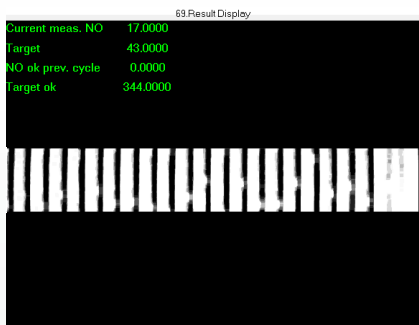 69.Result Display
Current meas. NO 17.0000
Target 43.0000
NO ok prev. cycle 0.0000
Target ok 344.0000